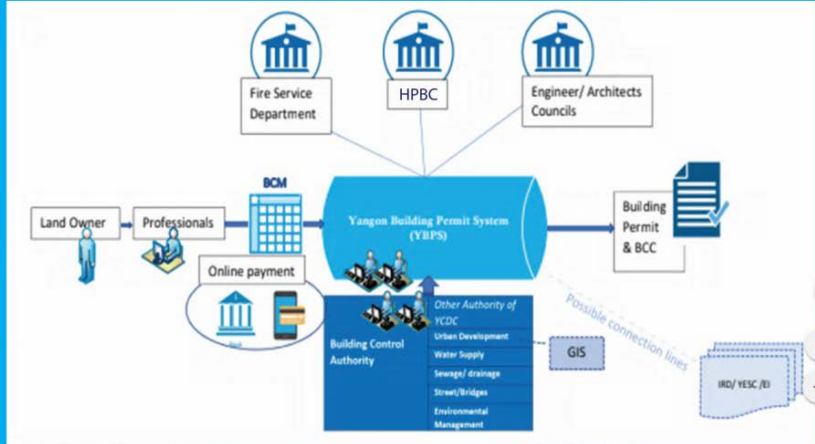 Fire Service
Department
HPBC
Engineer/ Architects
Councils
BCM
Land Owner
Professionals
Yangon Building Permit System
(YBPS)
Building
Permit
& BCC
Online payment
Other Authority of
YCDC
Building Control
Authority
Urban Development
Water Supply
Sewage/ drainage
Street/Bridges
Environmental
Management
GIS
Possible connection lines
IRD/ YESC /EI